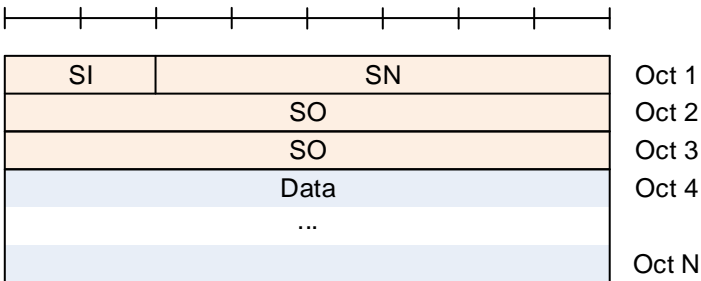 SI SN Oct 1
SO Oct 2
SO Oct 3
Data Oct 4
...
Oct N